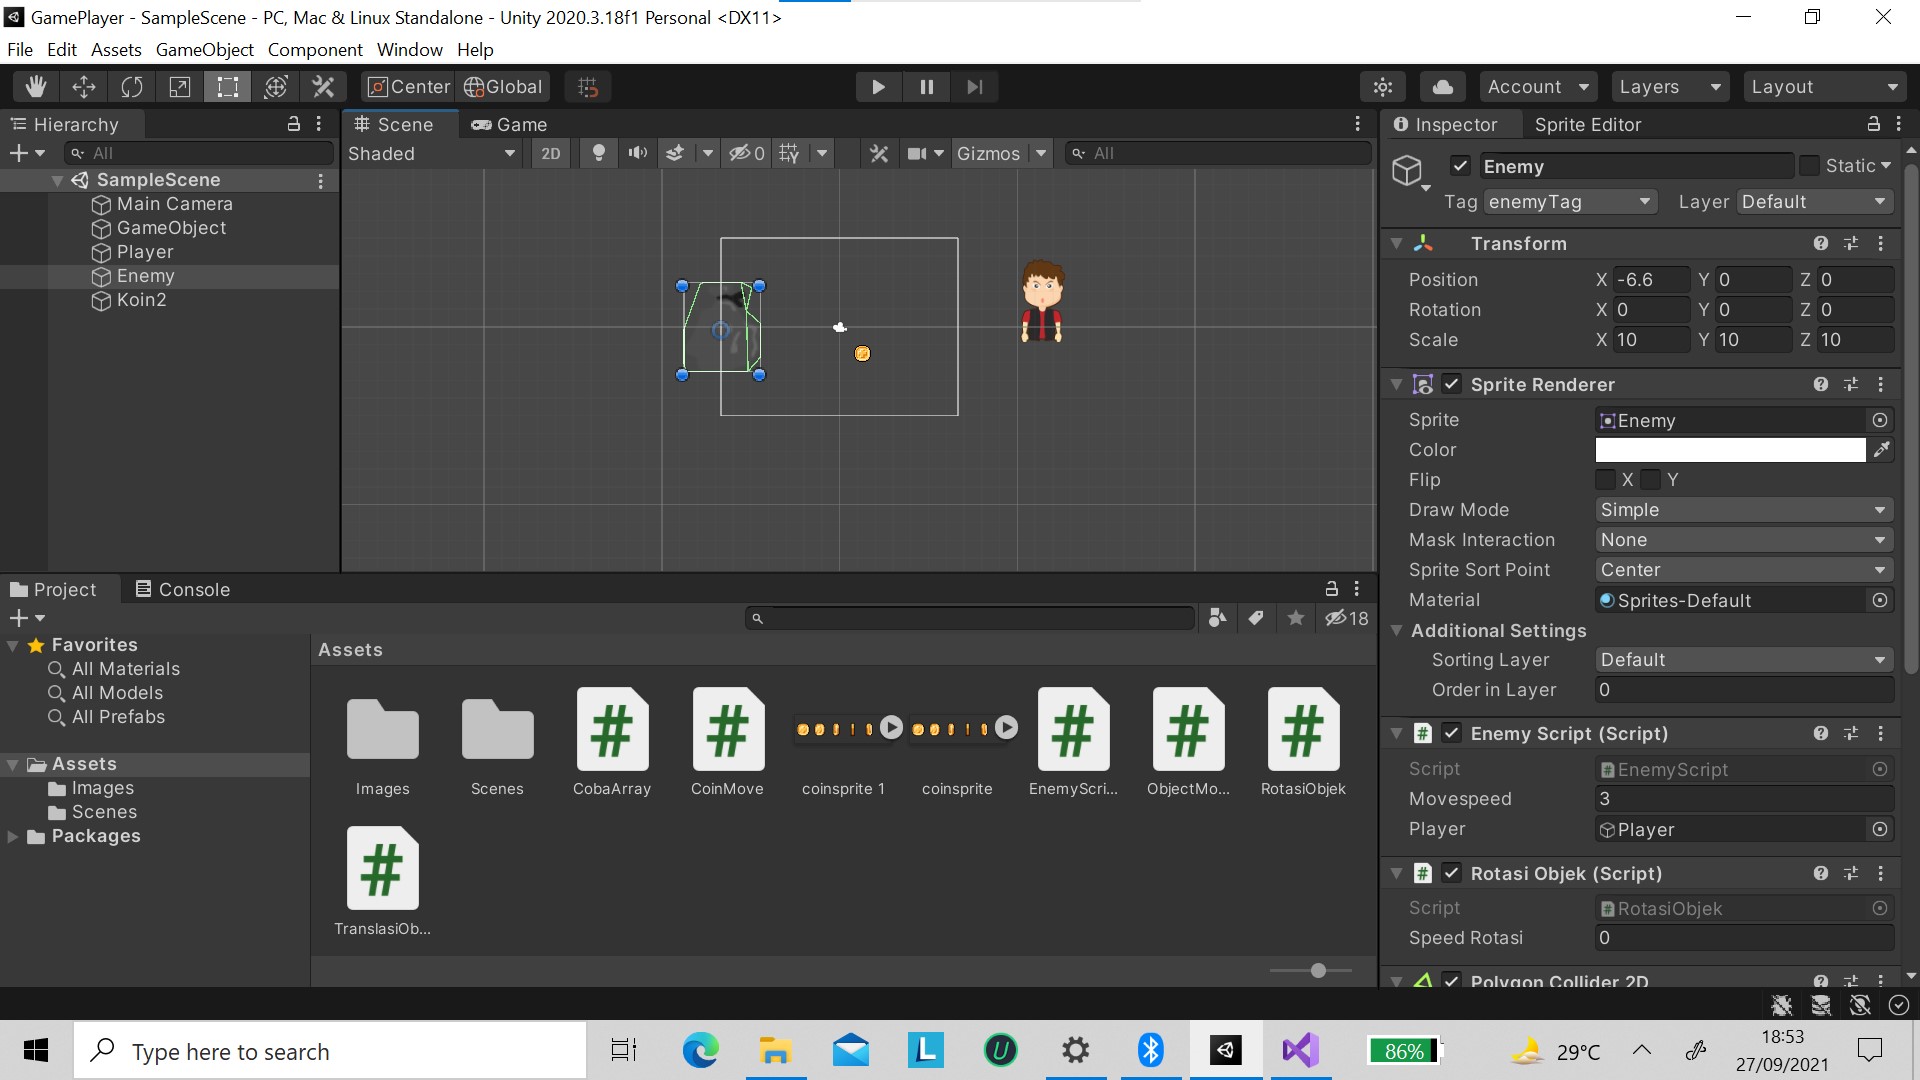 GamePlayer - SampleScene - PC, Mac & Linux Standalone - Unity 2020.3.18f1 Personal <DX11>
File Edit Assets GameObject Component Window Help
Center Global Account Layers Layout
Hierarchy
All
SampleScene
Main Camera
GameObject
Player
Enemy
Koin2
Scene Game
Shaded 2D 0 Gizmos All
Inspector Sprite Editor
Enemy Static
Tag enemyTag Layer Default
Transform
Position X -6.6 Y 0 Z 0
Rotation X 0 Y 0 Z 0
Scale X 10 Y 10 Z 10
Sprite Renderer
Sprite Enemy
Color
Flip X Y
Draw Mode Simple
Mask Interaction None
Sprite Sort Point Center
Material Sprites-Default
Additional Settings
Sorting Layer Default
Order in Layer 0
Enemy Script (Script)
Script EnemyScript
Movespeed 3
Player Player
Rotasi Objek (Script)
Script RotasiObjek
Speed Rotasi 0
Polygon Collider 2D
Project Console
18
Favorites
All Materials
All Models
All Prefabs
Assets
Images
Scenes
Packages
Assets
Images Scenes CobaArray CoinMove coinsprite 1 coinsprite EnemyScri... ObjectMo... RotasiObjek
TranslasiOb...
Type here to search
L U
86%
29°C
18:53
27/09/2021